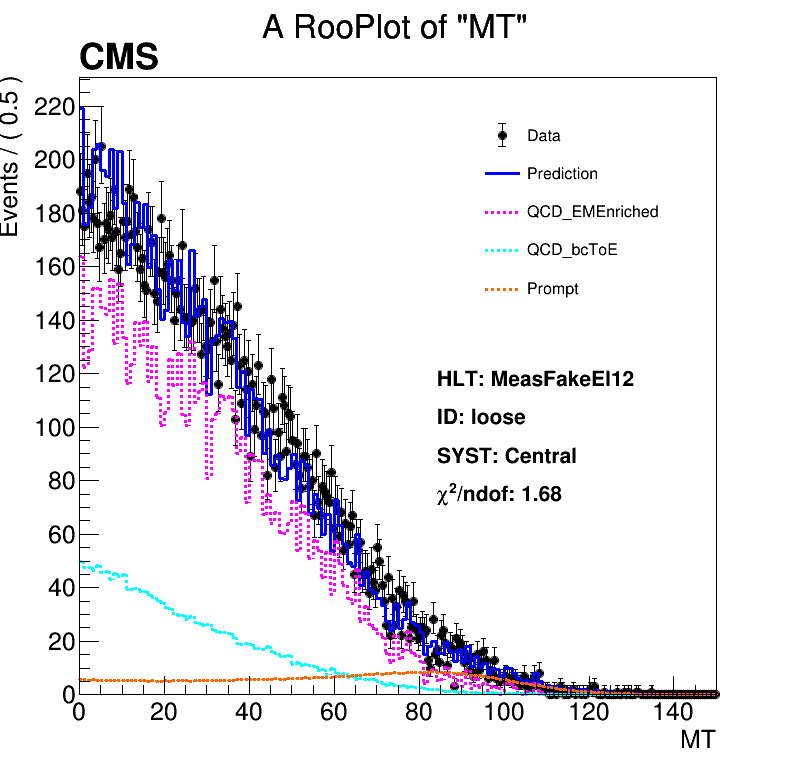 A RooPlot of "MT"
CMS
Events / ( 0.5 )
220
200
180
160
140
120
100
80
60
40
20
0
Data
Prediction
QCD_EMEnriched
QCD_bcToE
Prompt
HLT: MeasFakeEl12
ID: loose
SYST: Central
χ²/ndof: 1.68
0 20 40 60 80 100 120 140
MT